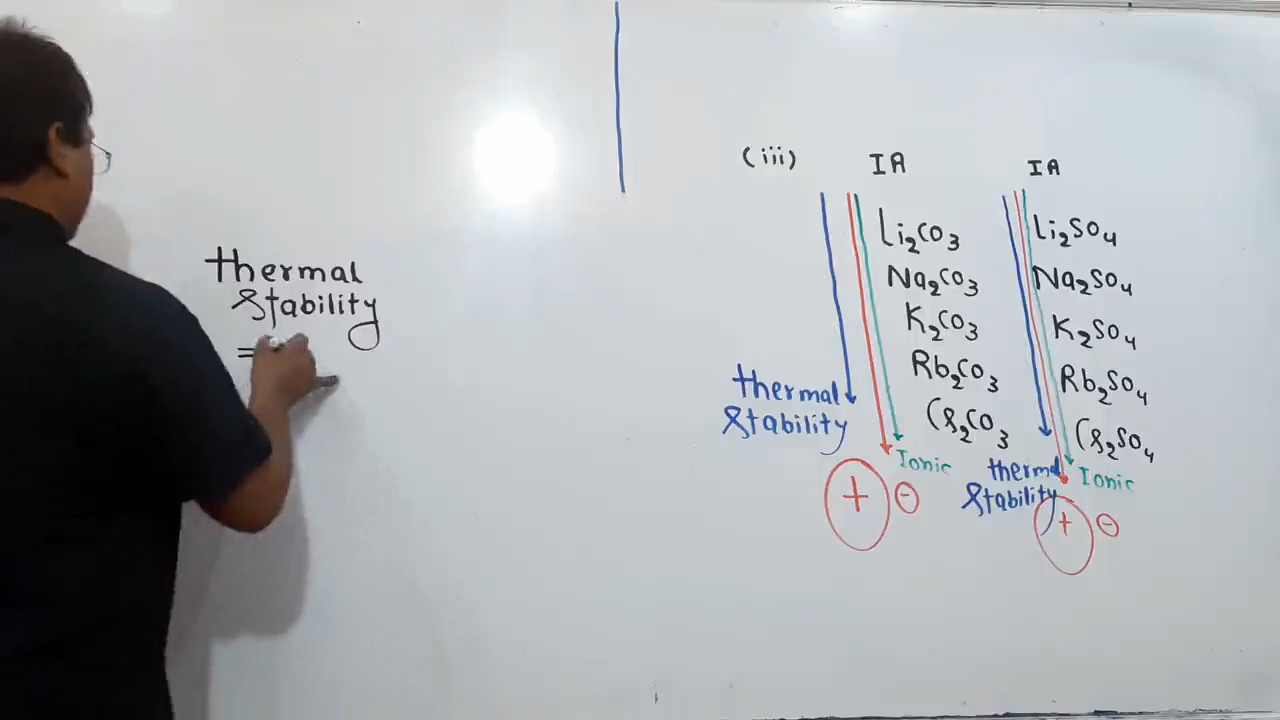 thermal
stability
=
(iii) IA IA
Li₂CO₃ Li₂SO₄
Na₂CO₃ Na₂SO₄
K₂CO₃ K₂SO₄
Rb₂CO₃ Rb₂SO₄
Cs₂CO₃ Cs₂SO₄
thermal
stability
Ionic
+ -
thermal
stability
Ionic
+ -